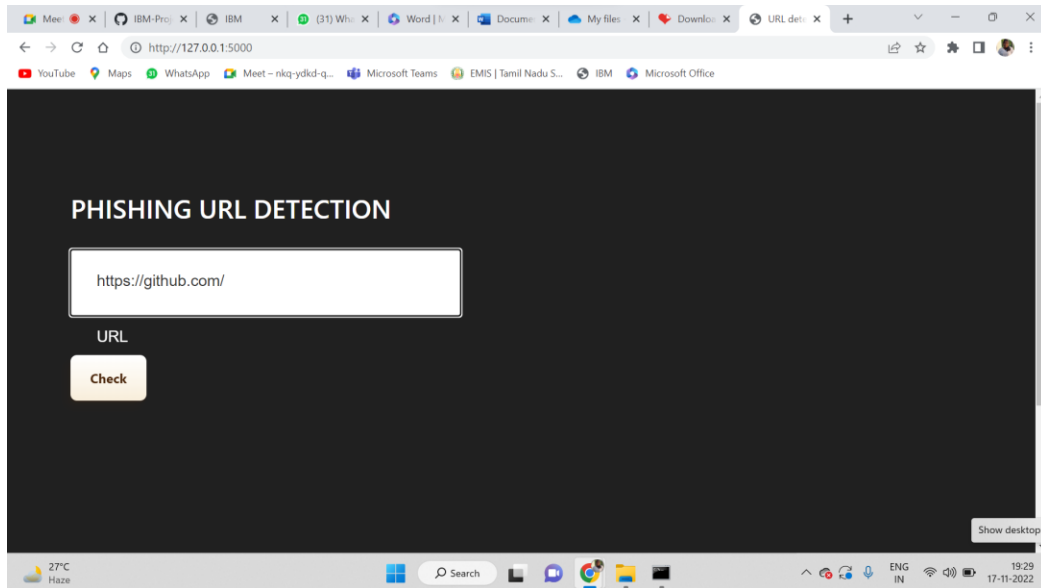 Meet IBM-Proj IBM (31) Wha Word | N Docume My files Downlo URL dete
http://127.0.0.1:5000
YouTube Maps WhatsApp Meet – nkq-ydkd-q... Microsoft Teams EMIS | Tamil Nadu S... IBM Microsoft Office
PHISHING URL DETECTION
https://github.com/
URL
Check
Show desktop
27°C
Haze
Search
ENG
IN
19:29
17-11-2022